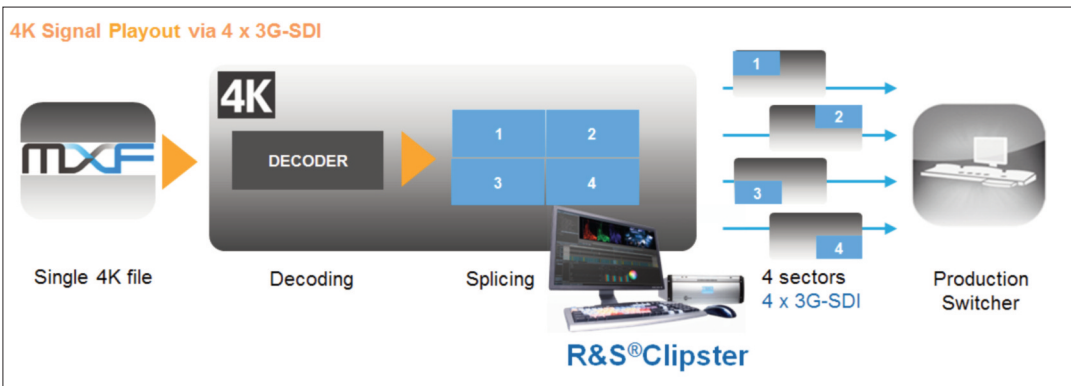 4K Signal Playout via 4 x 3G-SDI
mxF
4K
DECODER
1
2
3
4
1
2
3
4
Single 4K file
Decoding
Splicing
4 sectors
4 x 3G-SDI
Production
Switcher
R&S®Clipster